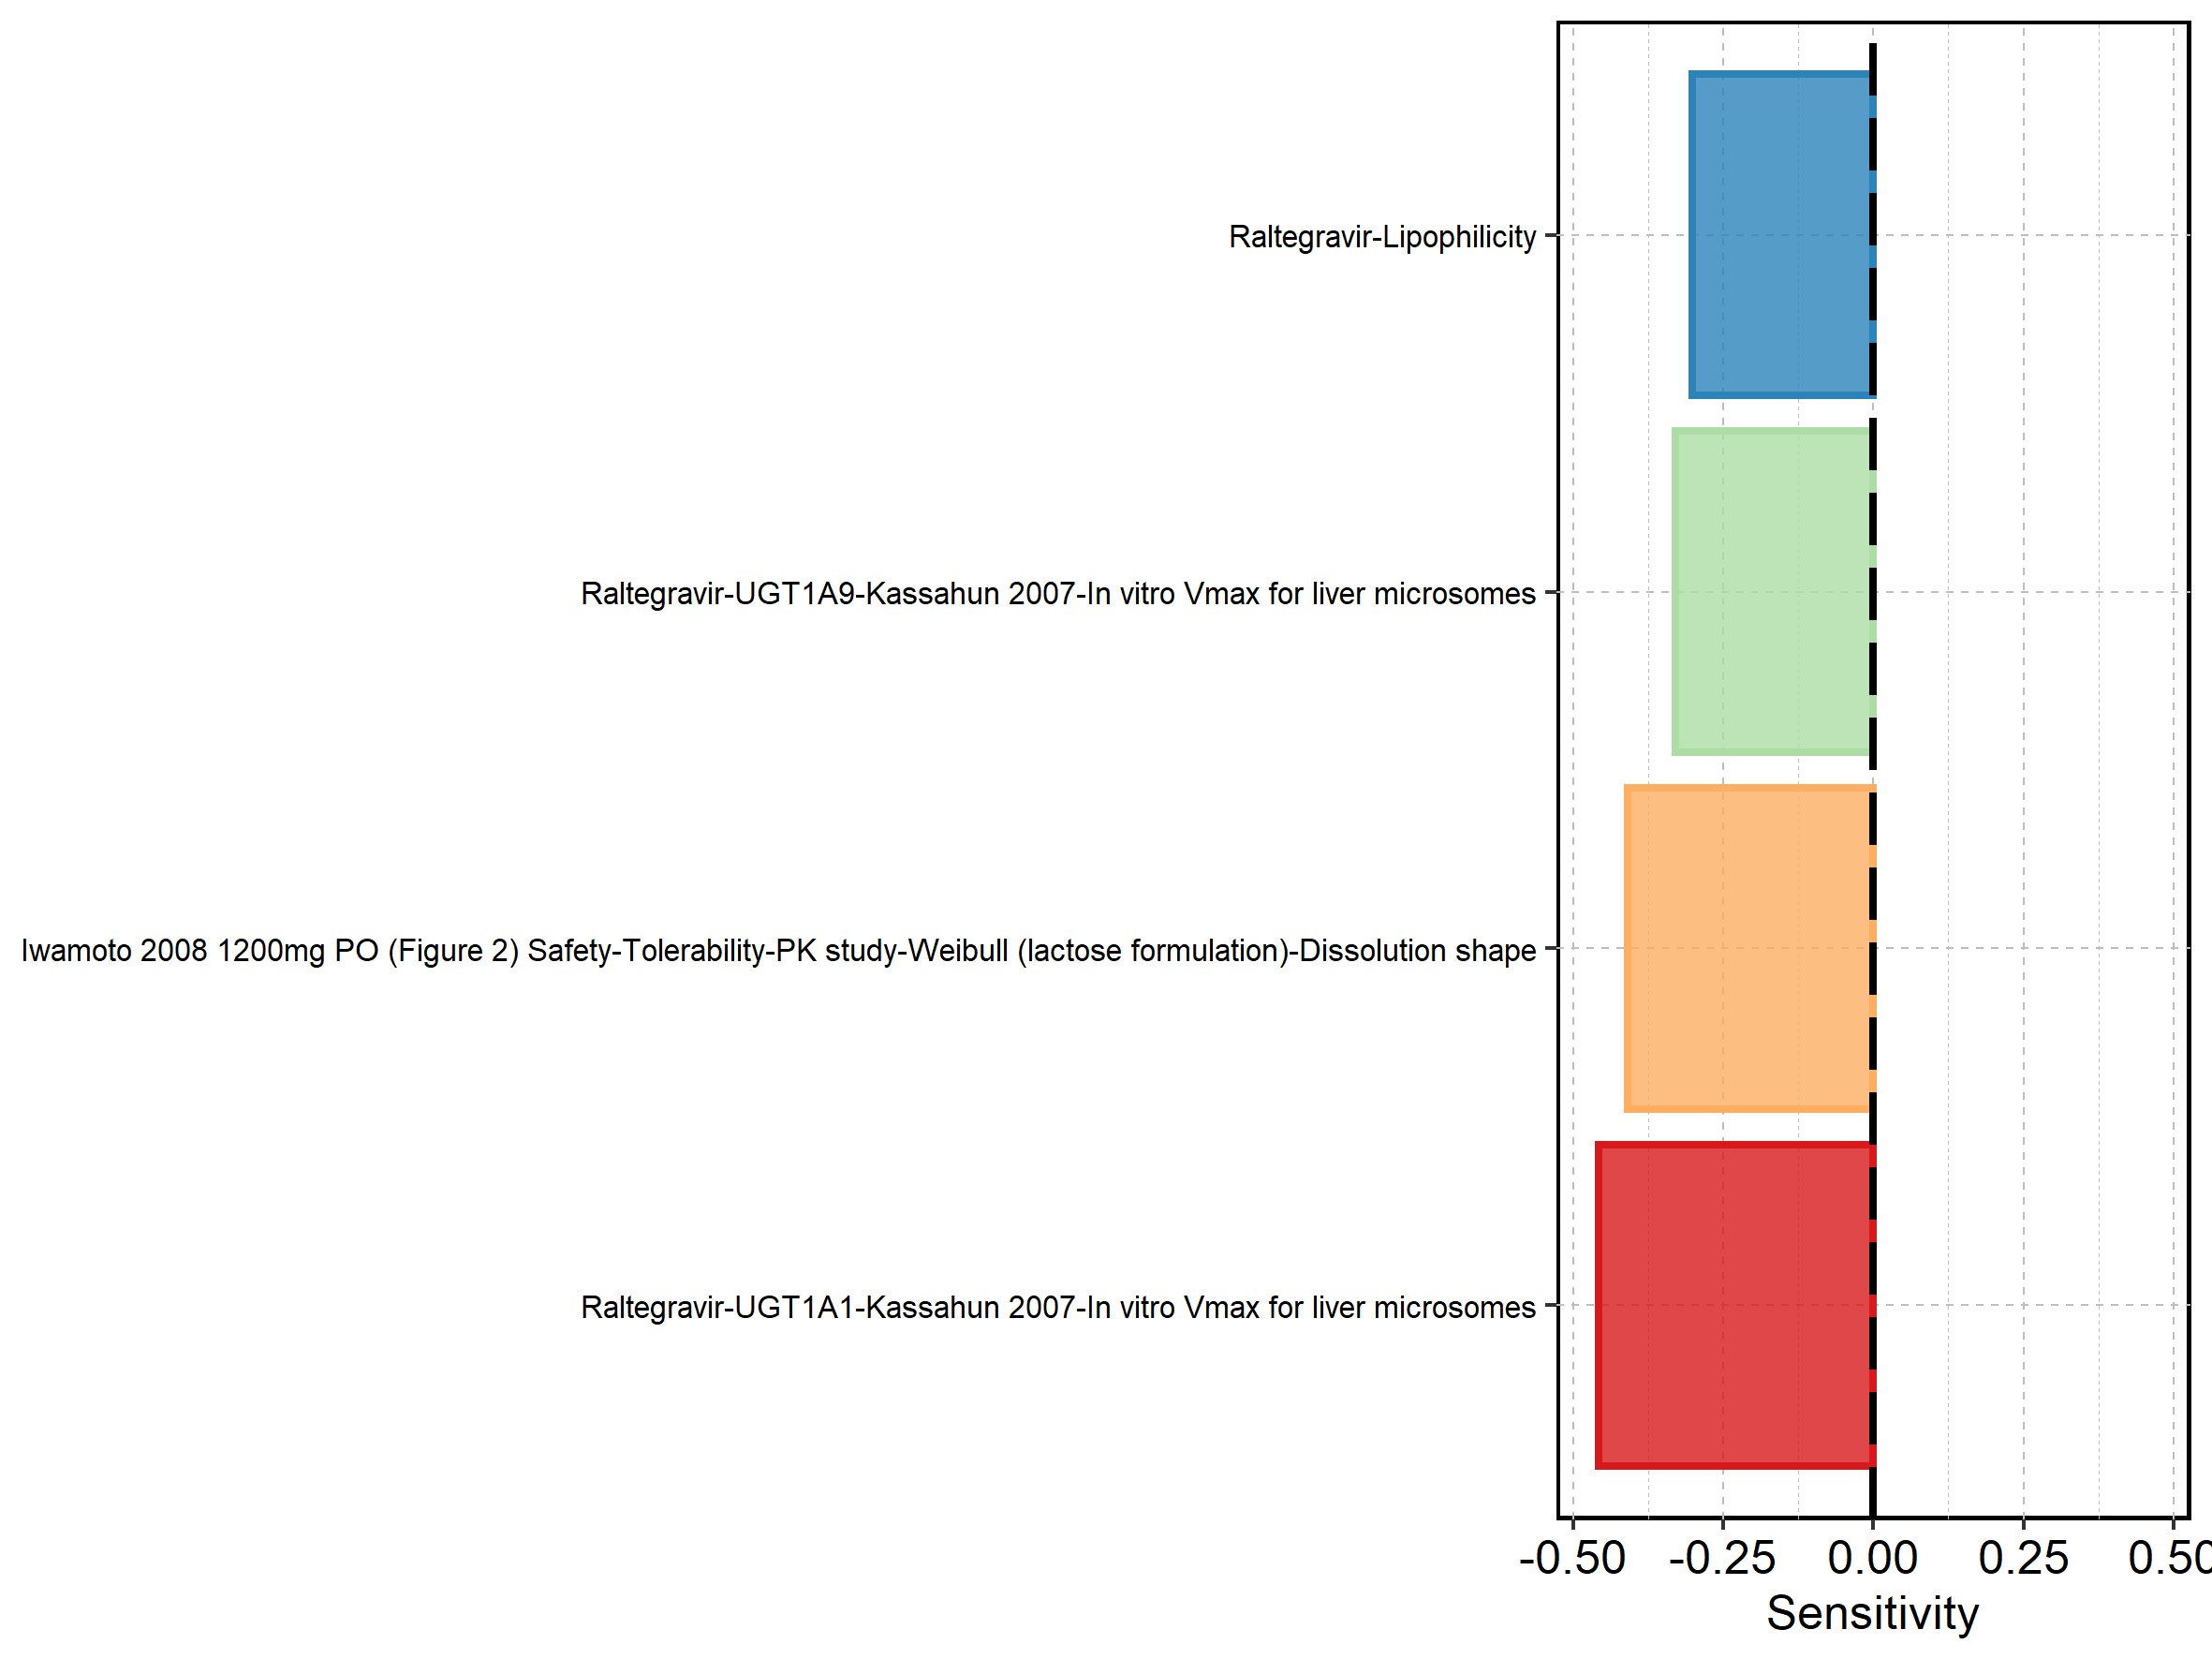 Raltegravir-Lipophilicity
Raltegravir-UGT1A9-Kassahun 2007-In vitro Vmax for liver microsomes
Iwamoto 2008 1200mg PO (Figure 2) Safety-Tolerability-PK study-Weibull (lactose formulation)-Dissolution shape
Raltegravir-UGT1A1-Kassahun 2007-In vitro Vmax for liver microsomes
-0.50 -0.25 0.00 0.25 0.50
Sensitivity